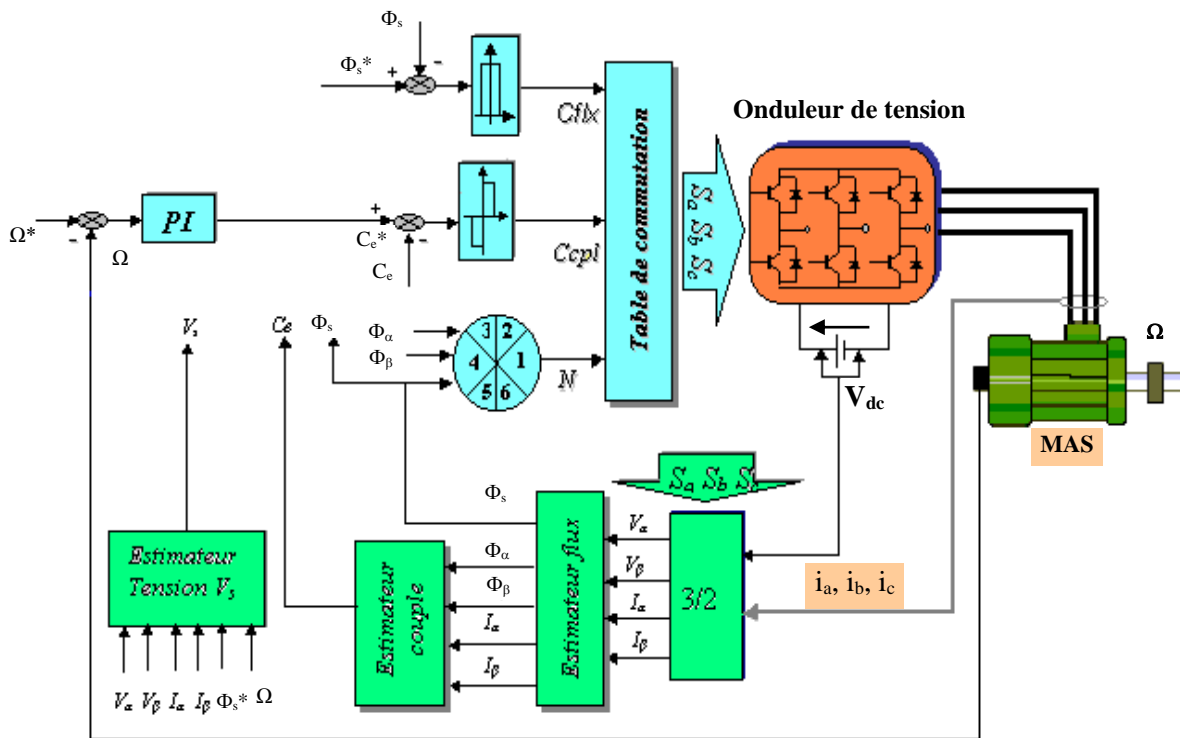 Φs
Φs*
+
-
Cflx
Onduleur de tension
Table de commutation
Sa Sb Sc
PI
Ω*
-
Ω
+
-
Ce*
Ce
Ccpl
Vs
Ce
Φs
Φα
Φβ
3 2
4 1
5 6
N
Vdc
Ω
MAS
Sa Sb Sc
Φs
Estimateur flux
Vα
Vβ
Iα
Iβ
3/2
ia, ib, ic
Φα
Φβ
Iα
Iβ
Estimateur
couple
Estimateur
Tension Vs
Vα Vβ Iα Iβ Φs* Ω